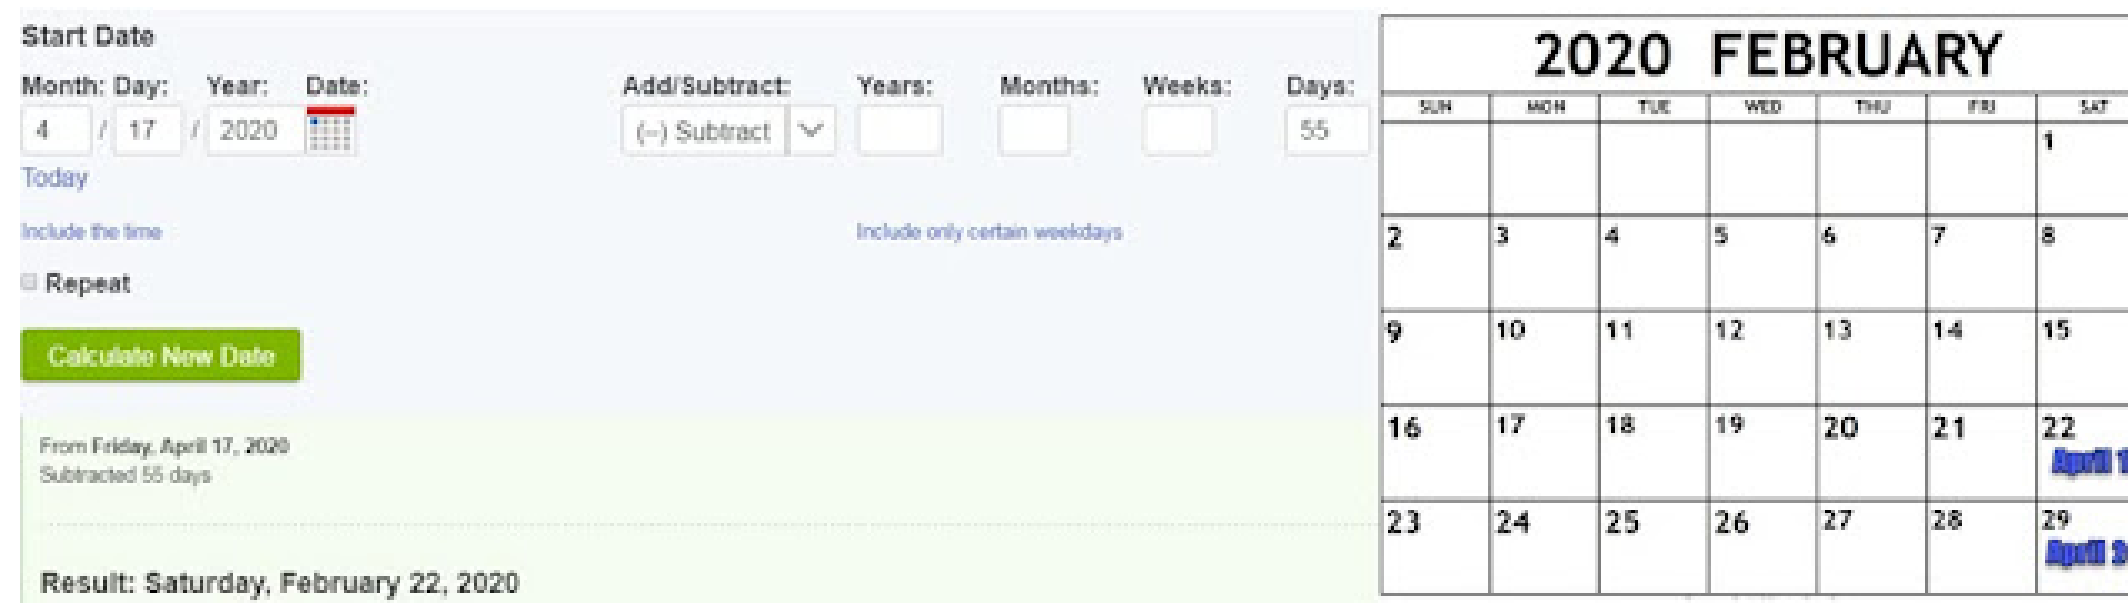 Start Date
Month: Day: Year: Date:
4 / 17 / 2020
Today
Include the time
Repeat
Calculate New Date
Add/Subtract: Years: Months: Weeks: Days:
(–) Subtract 55
Include only certain weekdays
From Friday, April 17, 2020
Subtracted 55 days
Result: Saturday, February 22, 2020
2020 FEBRUARY
SUN MON TUE WED THU FRI SAT
1
2 3 4 5 6 7 8
9 10 11 12 13 14 15
16 17 18 19 20 21 22
April
23 24 25 26 27 28 29
April